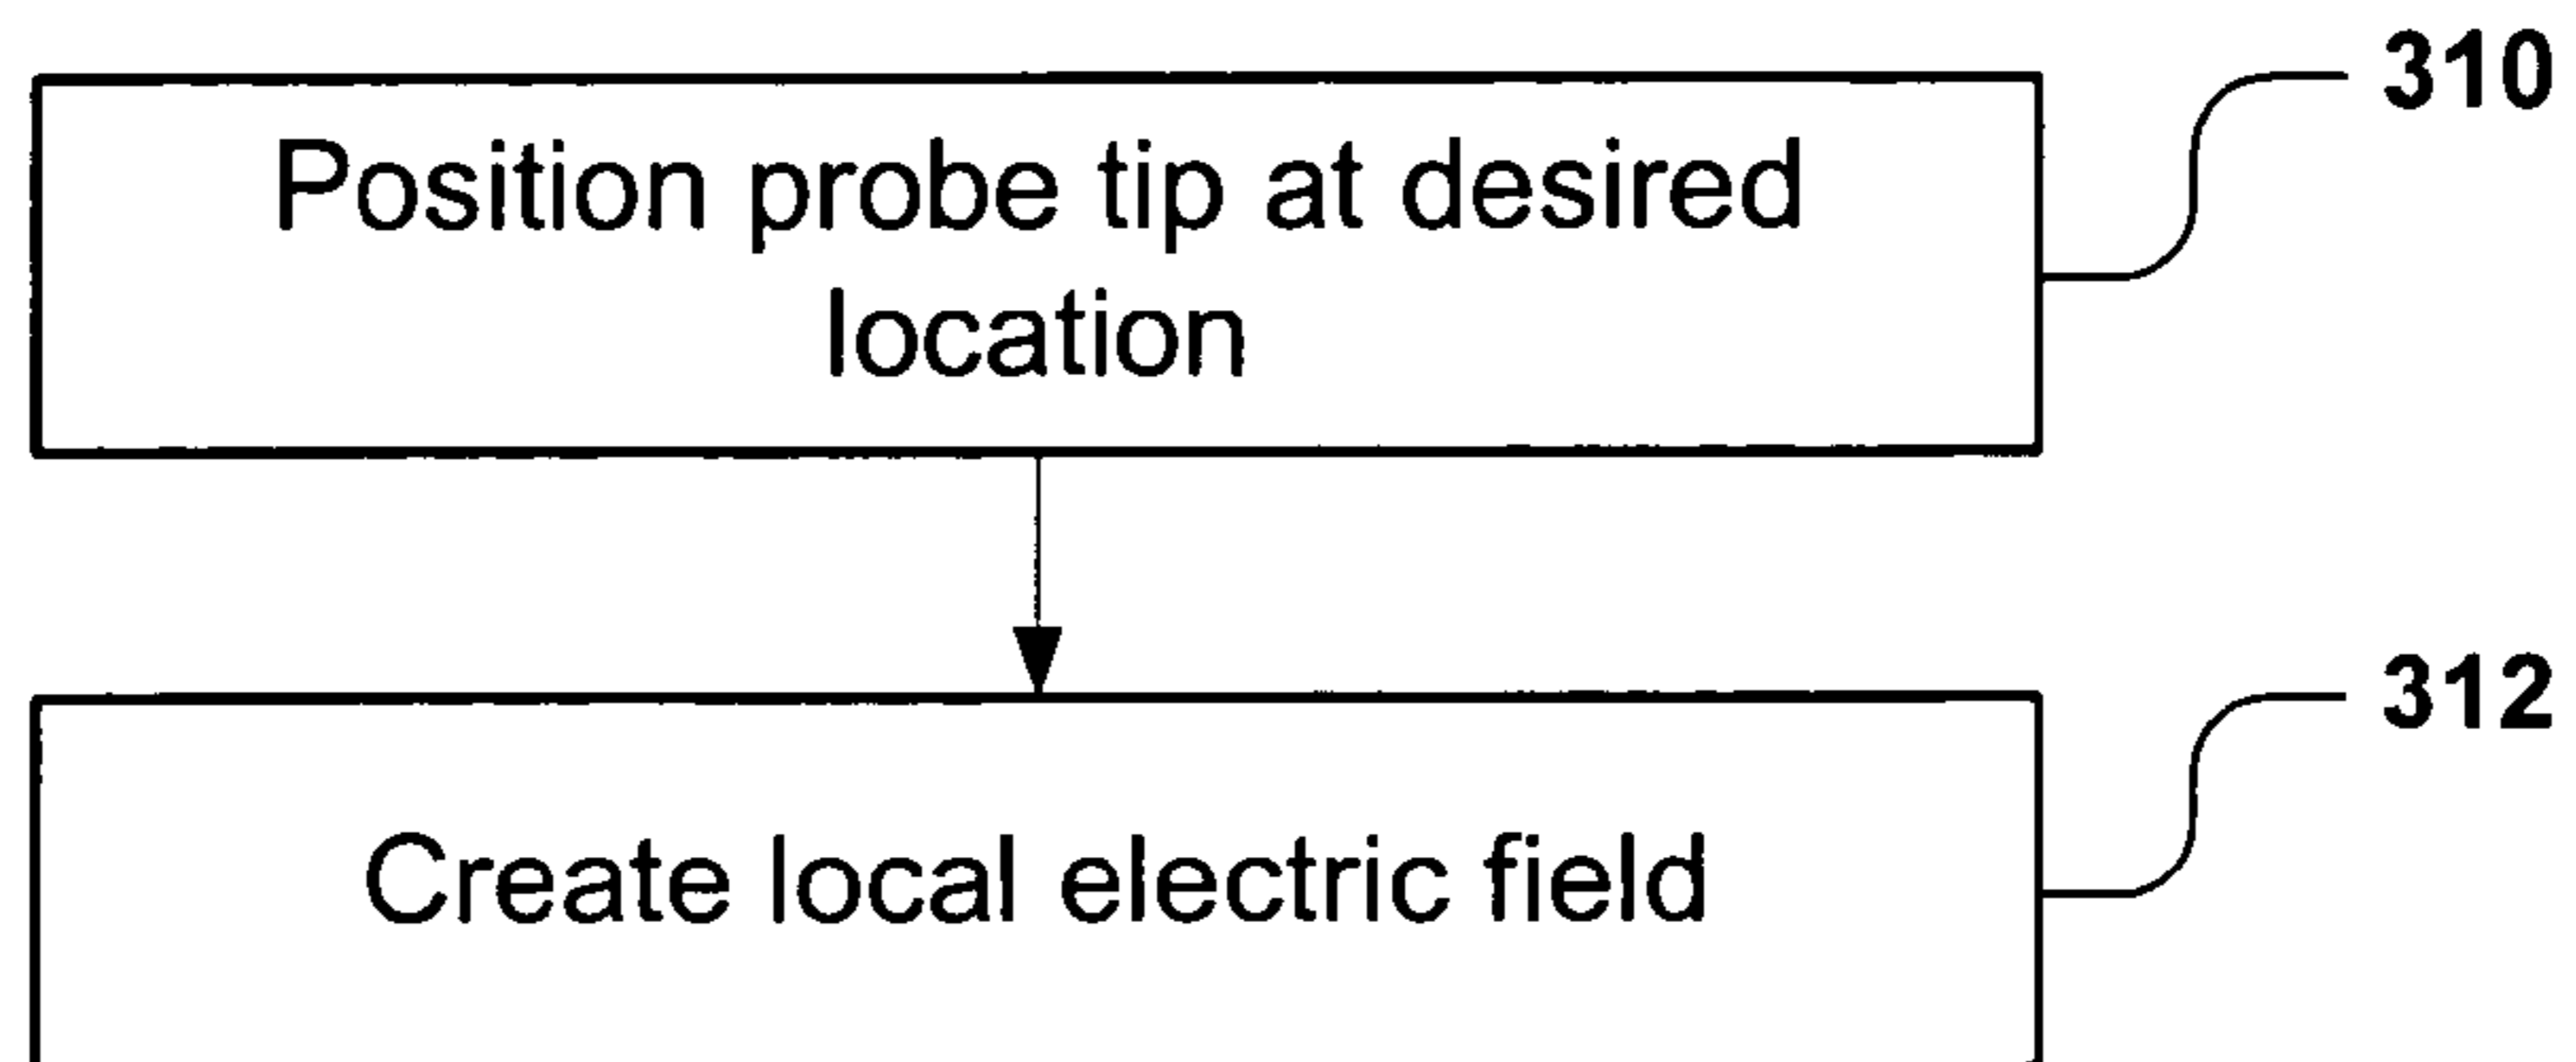 310
Position probe tip at desired
location
312
Create local electric field